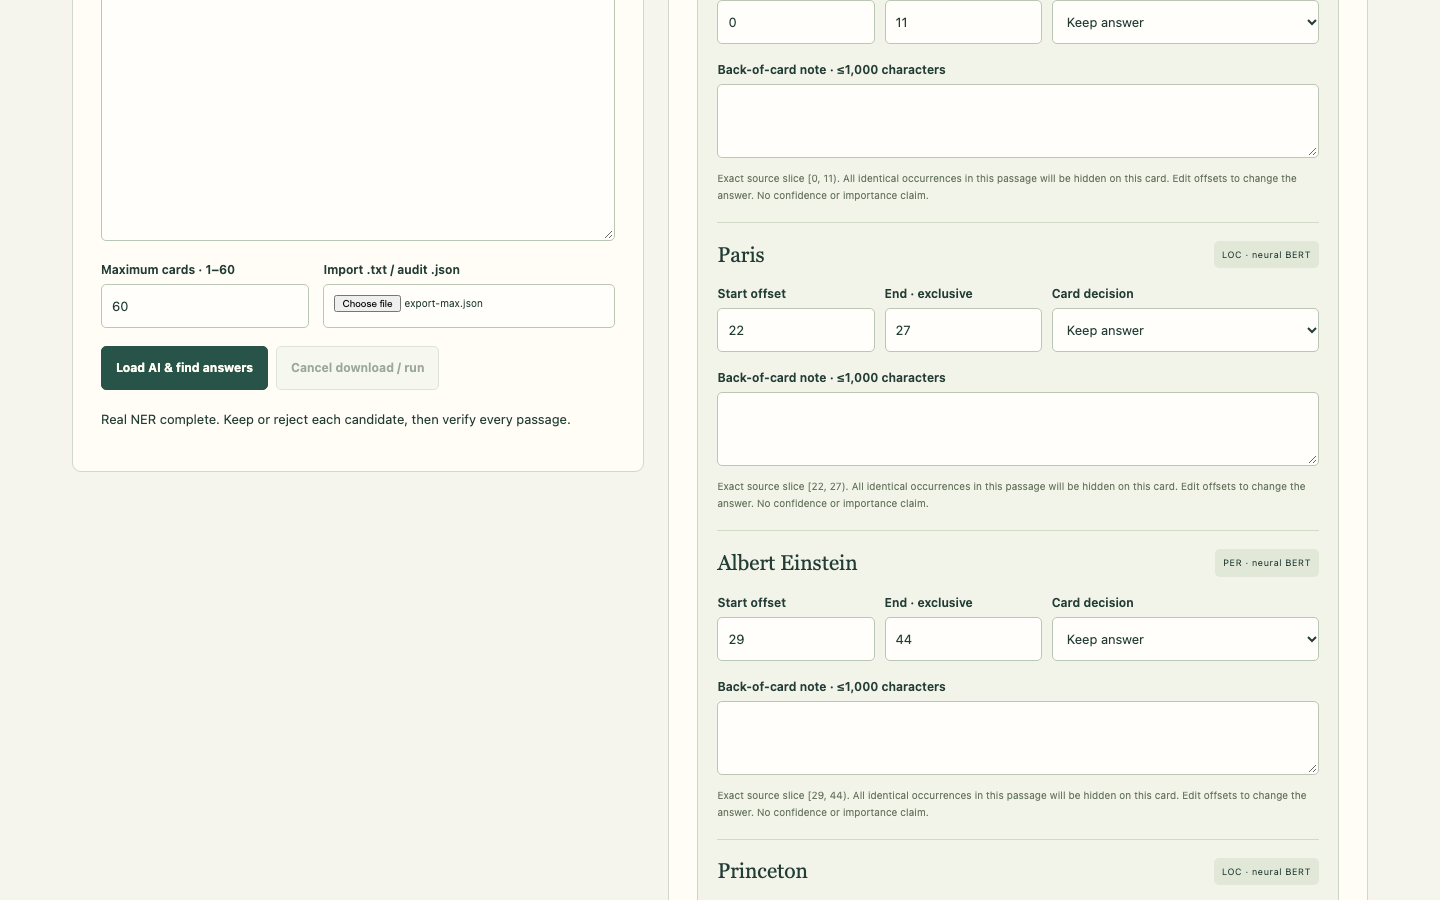 Maximum cards · 1–60
Import .txt / audit .json
60
Choose file export-max.json
Load AI & find answers
Cancel download / run
Real NER complete. Keep or reject each candidate, then verify every passage.
0
11
Keep answer
Back-of-card note · ≤1,000 characters
Exact source slice [0, 11). All identical occurrences in this passage will be hidden on this card. Edit offsets to change the
answer. No confidence or importance claim.
Paris
LOC · neural BERT
Start offset
End · exclusive
Card decision
22
27
Keep answer
Back-of-card note · ≤1,000 characters
Exact source slice [22, 27). All identical occurrences in this passage will be hidden on this card. Edit offsets to change the
answer. No confidence or importance claim.
Albert Einstein
PER · neural BERT
Start offset
End · exclusive
Card decision
29
44
Keep answer
Back-of-card note · ≤1,000 characters
Exact source slice [29, 44). All identical occurrences in this passage will be hidden on this card. Edit offsets to change the
answer. No confidence or importance claim.
Princeton
LOC · neural BERT